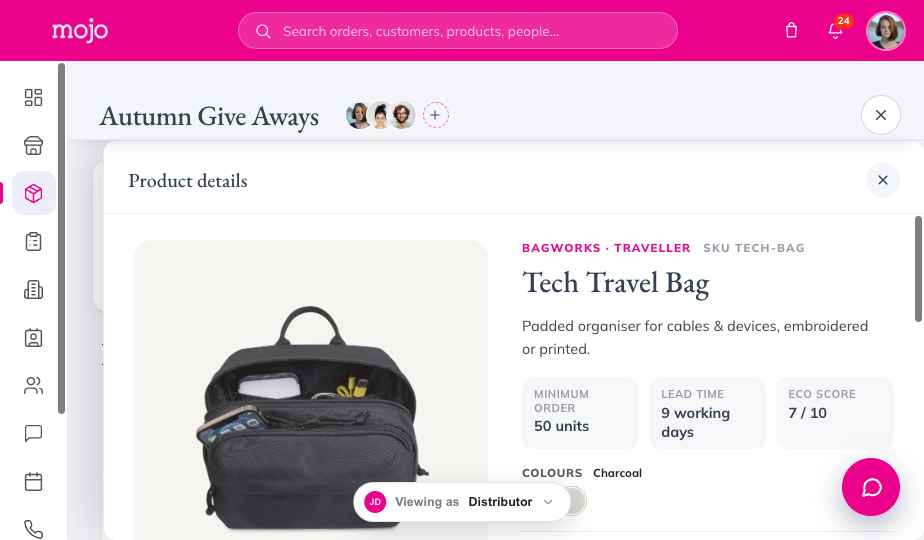 mojo
Search orders, customers, products, people...
24
Autumn Give Aways
Product details
BAGWORKS · TRAVELLER SKU TECH-BAG
Tech Travel Bag
Padded organiser for cables & devices, embroidered
or printed.
MINIMUM
ORDER
50 units
LEAD TIME
9 working
days
ECO SCORE
7 / 10
COLOURS Charcoal
JD Viewing as Distributor